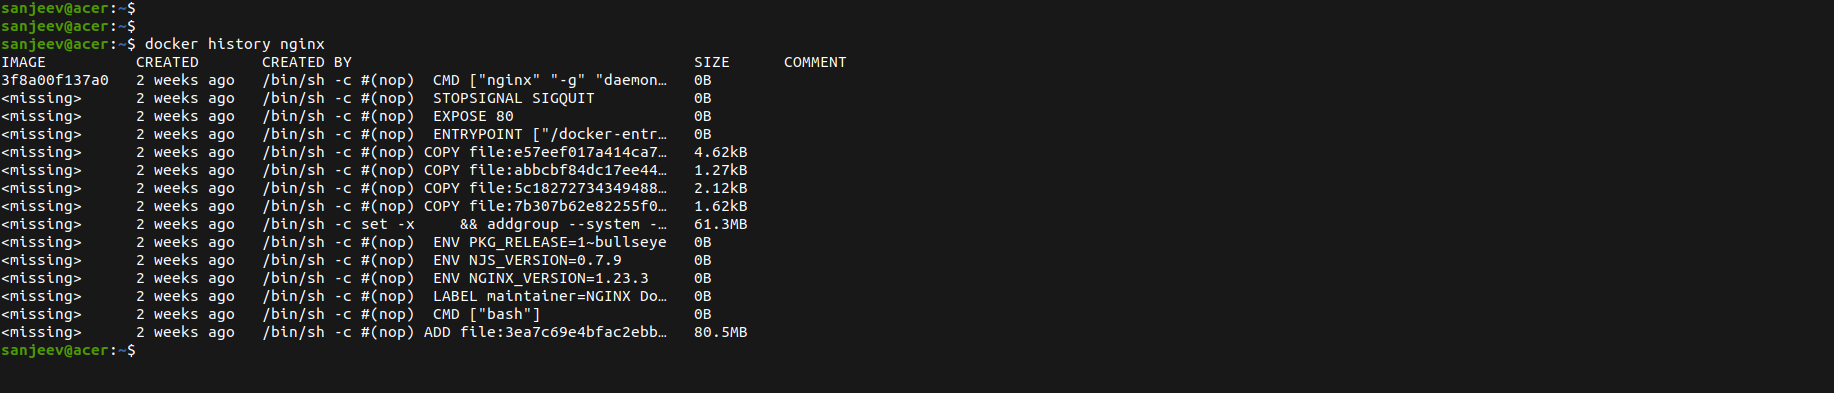 sanjeev@acer:~$
sanjeev@acer:~$
sanjeev@acer:~$ docker history nginx
IMAGE          CREATED       CREATED BY                                      SIZE      COMMENT
3f8a00f137a0   2 weeks ago   /bin/sh -c #(nop)  CMD ["nginx" "-g" "daemon…   0B
<missing>      2 weeks ago   /bin/sh -c #(nop)  STOPSIGNAL SIGQUIT           0B
<missing>      2 weeks ago   /bin/sh -c #(nop)  EXPOSE 80                    0B
<missing>      2 weeks ago   /bin/sh -c #(nop)  ENTRYPOINT ["/docker-entr…   0B
<missing>      2 weeks ago   /bin/sh -c #(nop) COPY file:e57eef017a414ca7…   4.62kB
<missing>      2 weeks ago   /bin/sh -c #(nop) COPY file:abbcbf84dc17ee44…   1.27kB
<missing>      2 weeks ago   /bin/sh -c #(nop) COPY file:5c18272734349488…   2.12kB
<missing>      2 weeks ago   /bin/sh -c #(nop) COPY file:7b307b62e82255f0…   1.62kB
<missing>      2 weeks ago   /bin/sh -c set -x     && addgroup --system -…   61.3MB
<missing>      2 weeks ago   /bin/sh -c #(nop)  ENV PKG_RELEASE=1~bullseye   0B
<missing>      2 weeks ago   /bin/sh -c #(nop)  ENV NJS_VERSION=0.7.9        0B
<missing>      2 weeks ago   /bin/sh -c #(nop)  ENV NGINX_VERSION=1.23.3     0B
<missing>      2 weeks ago   /bin/sh -c #(nop)  LABEL maintainer=NGINX Do…   0B
<missing>      2 weeks ago   /bin/sh -c #(nop)  CMD ["bash"]                 0B
<missing>      2 weeks ago   /bin/sh -c #(nop) ADD file:3ea7c69e4bfac2ebb…   80.5MB
sanjeev@acer:~$